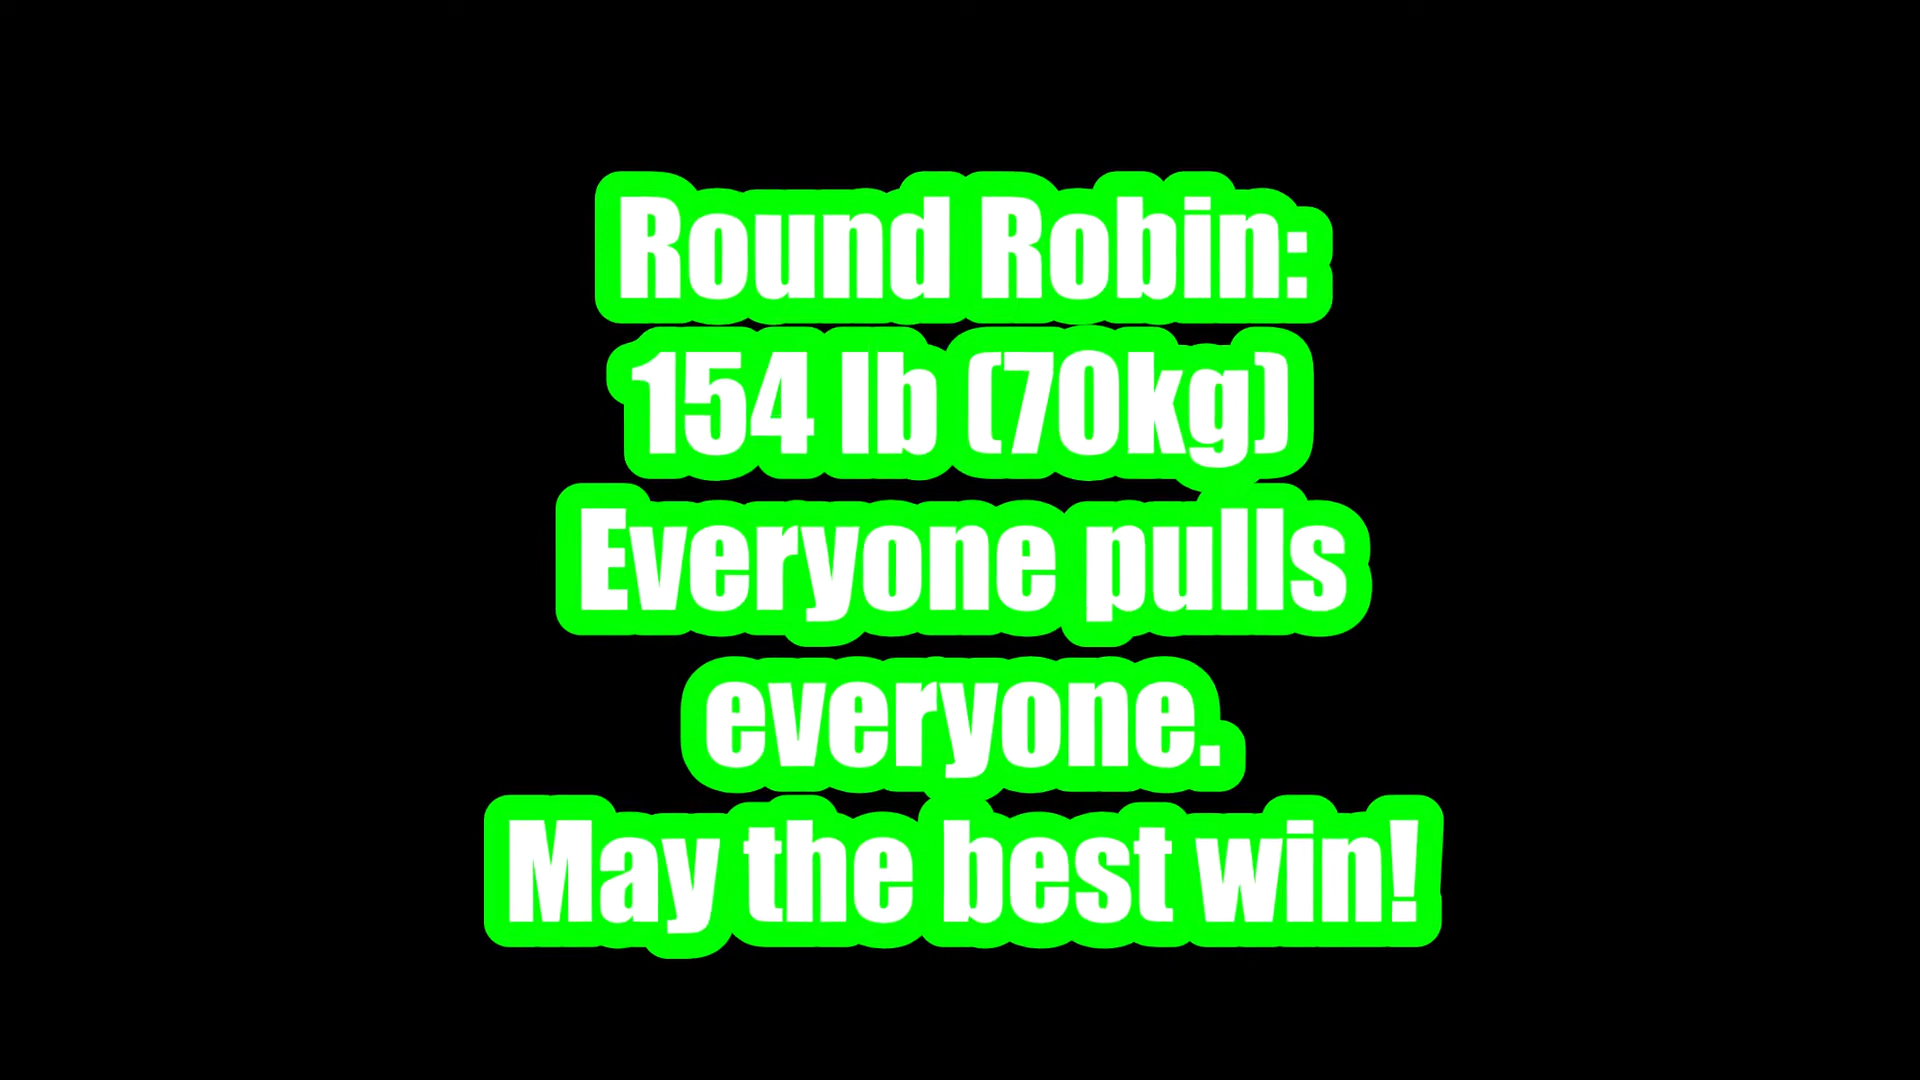 Round Robin:
154 lb (70kg)
Everyone pulls
everyone.
May the best win!